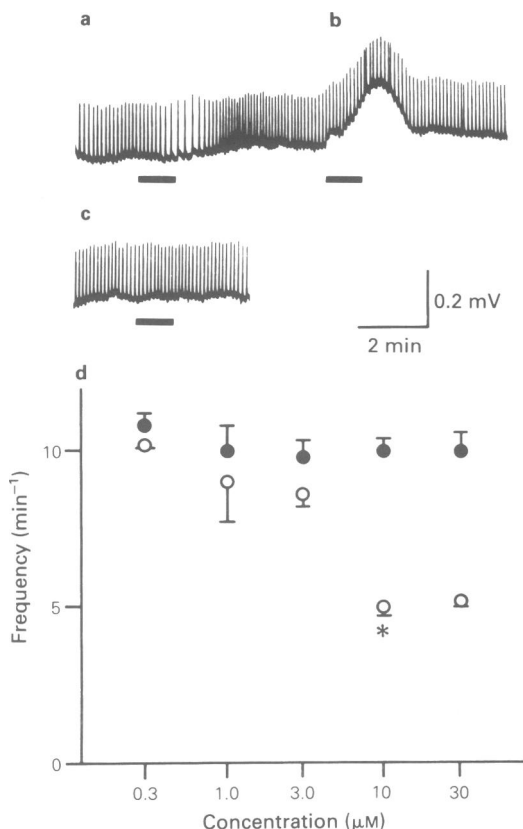 a
b
c
0.2 mV
2 min
d
10
5
0
Frequency (min⁻¹)
*
0.3
1.0
3.0
10
30
Concentration (μM)